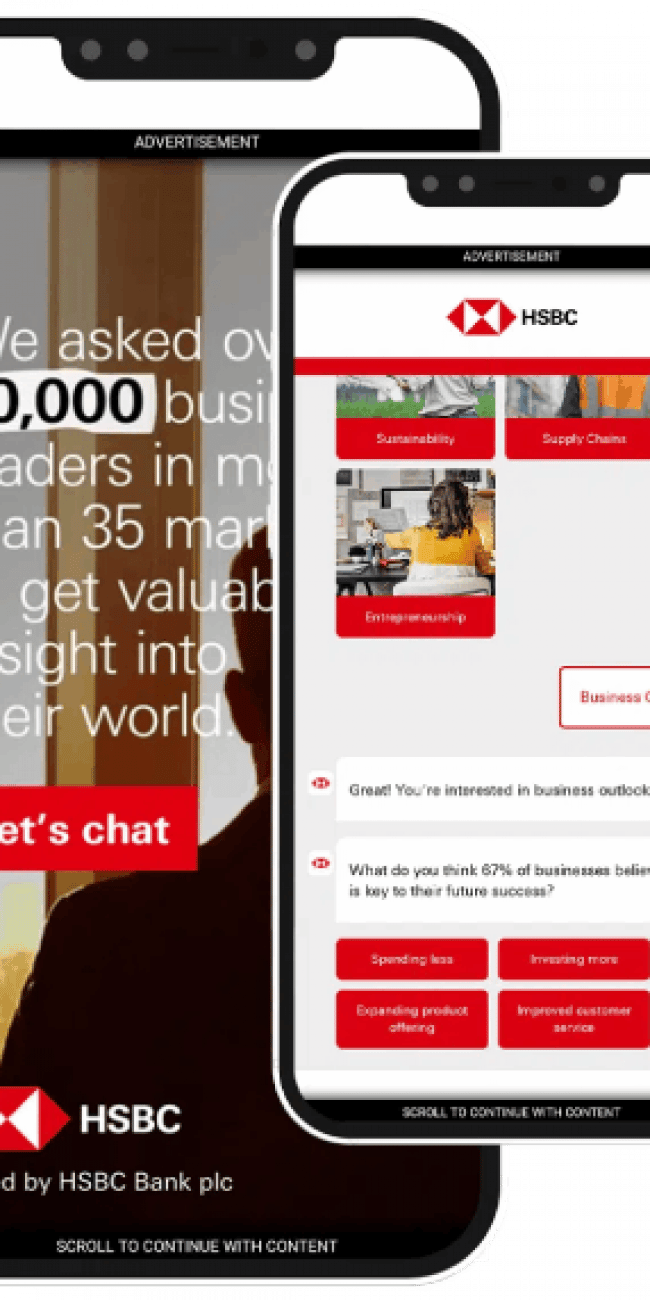 ADVERTISEMENT
We asked ov
0,000 busi
aders in mo
an 35 mar
get valuab
sight into
eir world.
et's chat
HSBC
d by HSBC Bank plc
SCROLL TO CONTINUE WITH CONTENT
ADVERTISEMENT
HSBC
Sustainability
Supply Chains
Entrepreneurship
Business O
Great! You're interested in business outlook
What do you think 67% of businesses believ
is key to their future success?
Spending less
Investing more
Expanding product
offering
Improved customer
service
SCROLL TO CONTINUE WITH CONTENT